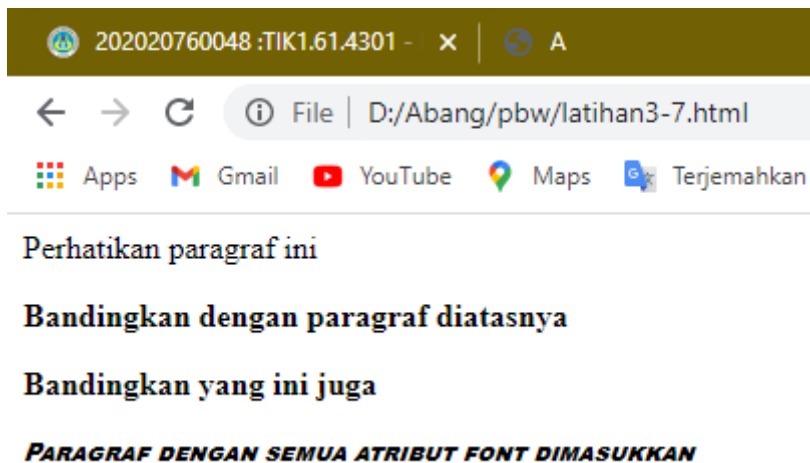 202020760048 :TIK1.61.4301 -
A
File | D:/Abang/pbw/latihan3-7.html
Apps Gmail YouTube Maps Terjemahkan
Perhatikan paragraf ini
Bandingkan dengan paragraf diatasnya
Bandingkan yang ini juga
PARAGRAF DENGAN SEMUA ATRIBUT FONT DIMASUKKAN